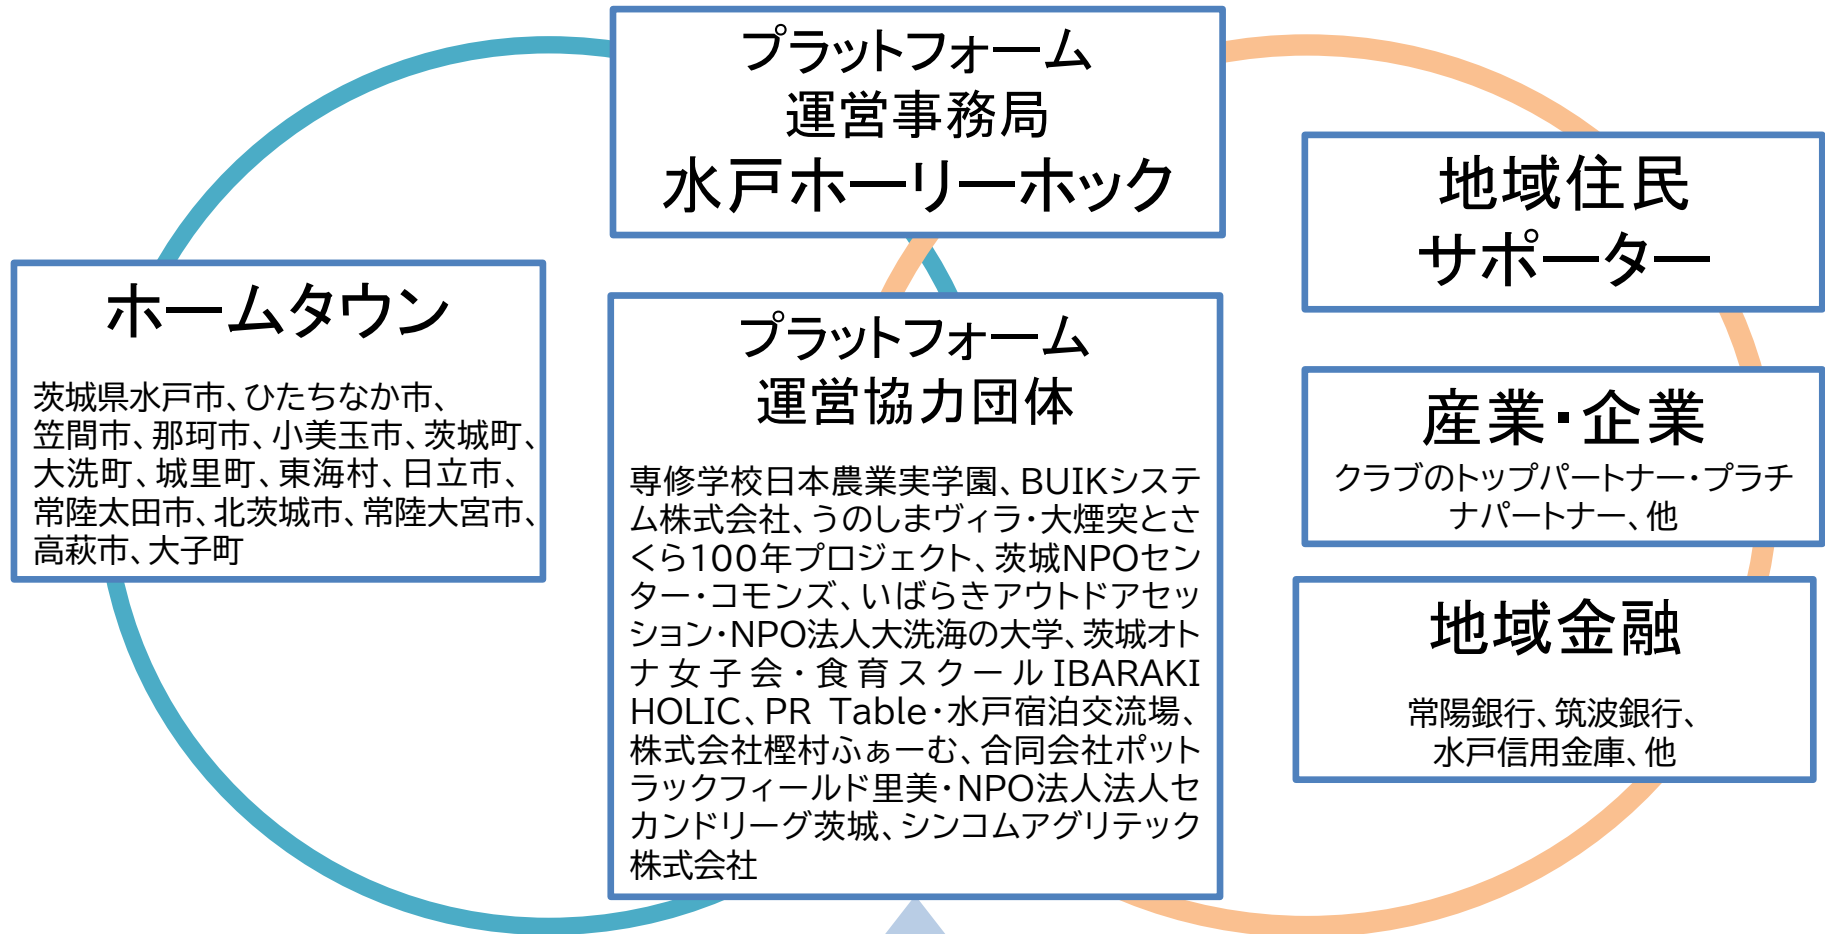 プラットフォーム
運営事務局
水戸ホーリーホック
ホームタウン
茨城県水戸市、ひたちなか市、
笠間市、那珂市、小美玉市、茨城町、
大洗町、城里町、東海村、日立市、
常陸太田市、北茨城市、常陸大宮市、
高萩市、大子町
プラットフォーム
運営協力団体
専修学校日本農業実学園、BUIKシステ
ム株式会社、うのしまヴィラ・大煙突とさ
くら100年プロジェクト、茨城NPOセン
ター・コモンズ、いばらきアウトドアセッ
ション・NPO法人大洗海の大学、茨城オト
ナ女子会・食育スクールIBARAKI
HOLIC、PR Table・水戸宿泊交流場、
株式会社樫村ふぁーむ、合同会社ポット
ラックフィールド里美・NPO法人法人セ
カンドリーグ茨城、シンコムアグリテック
株式会社
地域住民
サポーター
産業・企業
クラブのトップパートナー・プラチ
ナパートナー、他
地域金融
常陽銀行、筑波銀行、
水戸信用金庫、他